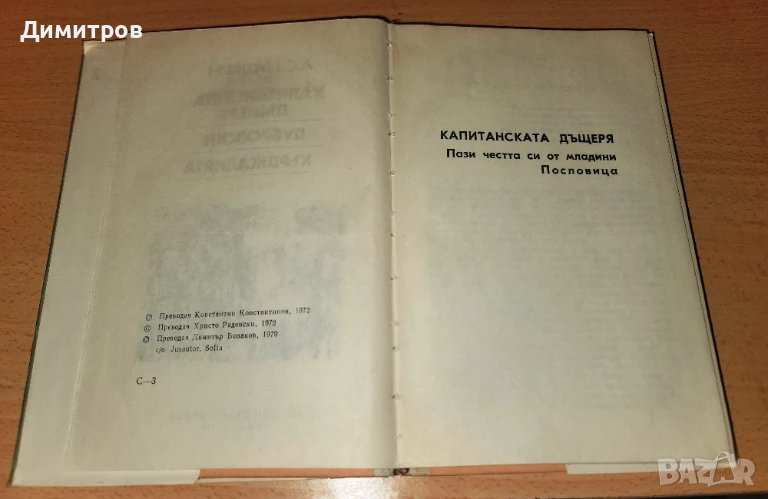 Димитров
© Преводач Константин Константинов, 1972
© Преводач Христо Радевски, 1972
© Преводач Димитър Бозаков, 1979
c/o Jusautor, Sofia
С—3
КАПИТАНСКАТА ДЪЩЕРЯ
Пази честта си от младини
Пословица
BAZAR